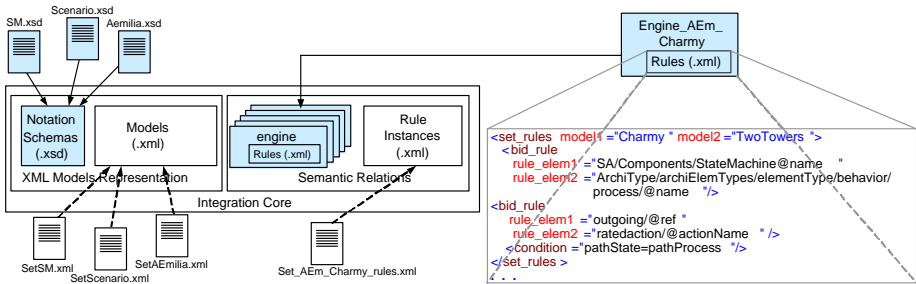 SM.xsd
Scenario.xsd
Aemilia.xsd
Engine_AEm_
Charmy
Rules (.xml)
Notation
Schemas
(.xsd)
Models
(.xml)
XML Models Representation
engine
Rules (.xml)
Rule
Instances
(.xml)
Semantic Relations
Integration Core
SetSM.xml
SetScenario.xml
SetAEmilia.xml
Set_AEm_Charmy_rules.xml
<set_rules model1 ="Charmy " model2 ="TwoTowers ">
<bid_rule
rule_elem1 ="SA/Components/StateMachine@name "
rule_elem2 ="ArchiType/archiElemTypes/elementType/behavior/
process/@name "/>
<bid_rule
rule_elem1 ="outgoing/@ref "
rule_elem2 ="ratedaction/@actionName " />
<condition ="pathState=pathProcess "/>
</set_rules >
. . .